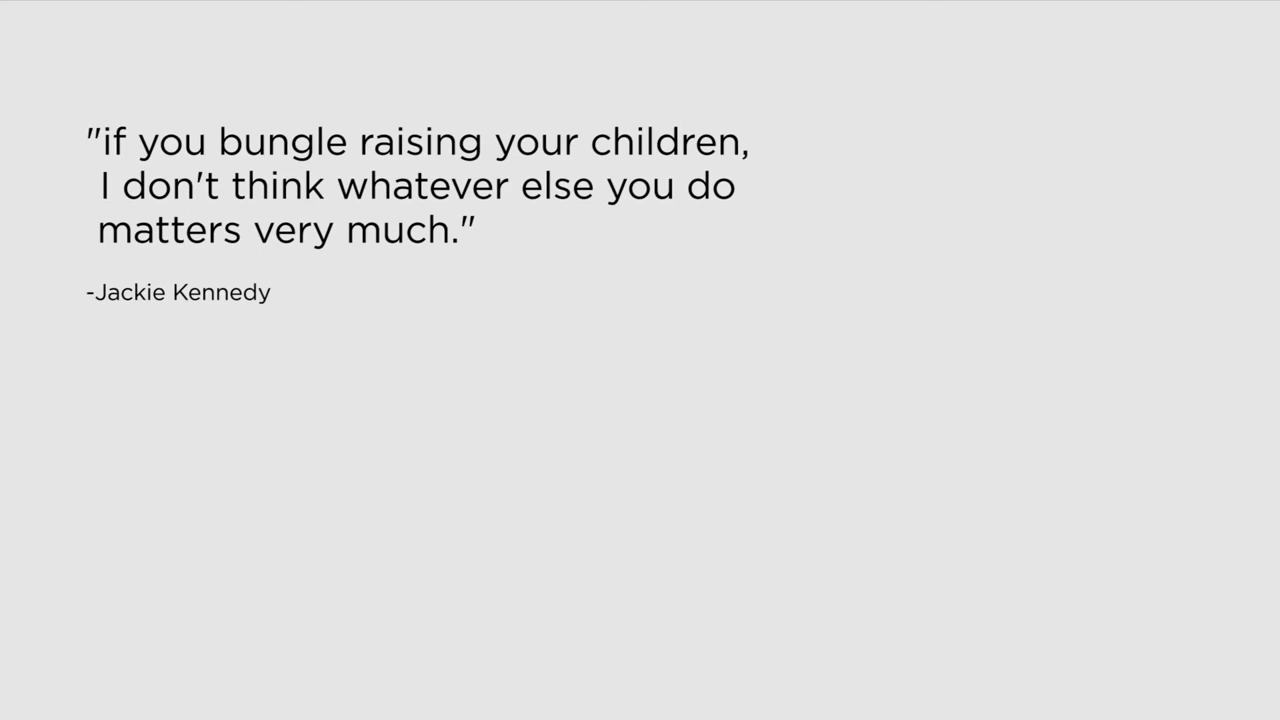 "if you bungle raising your children,
I don't think whatever else you do
matters very much."
-Jackie Kennedy